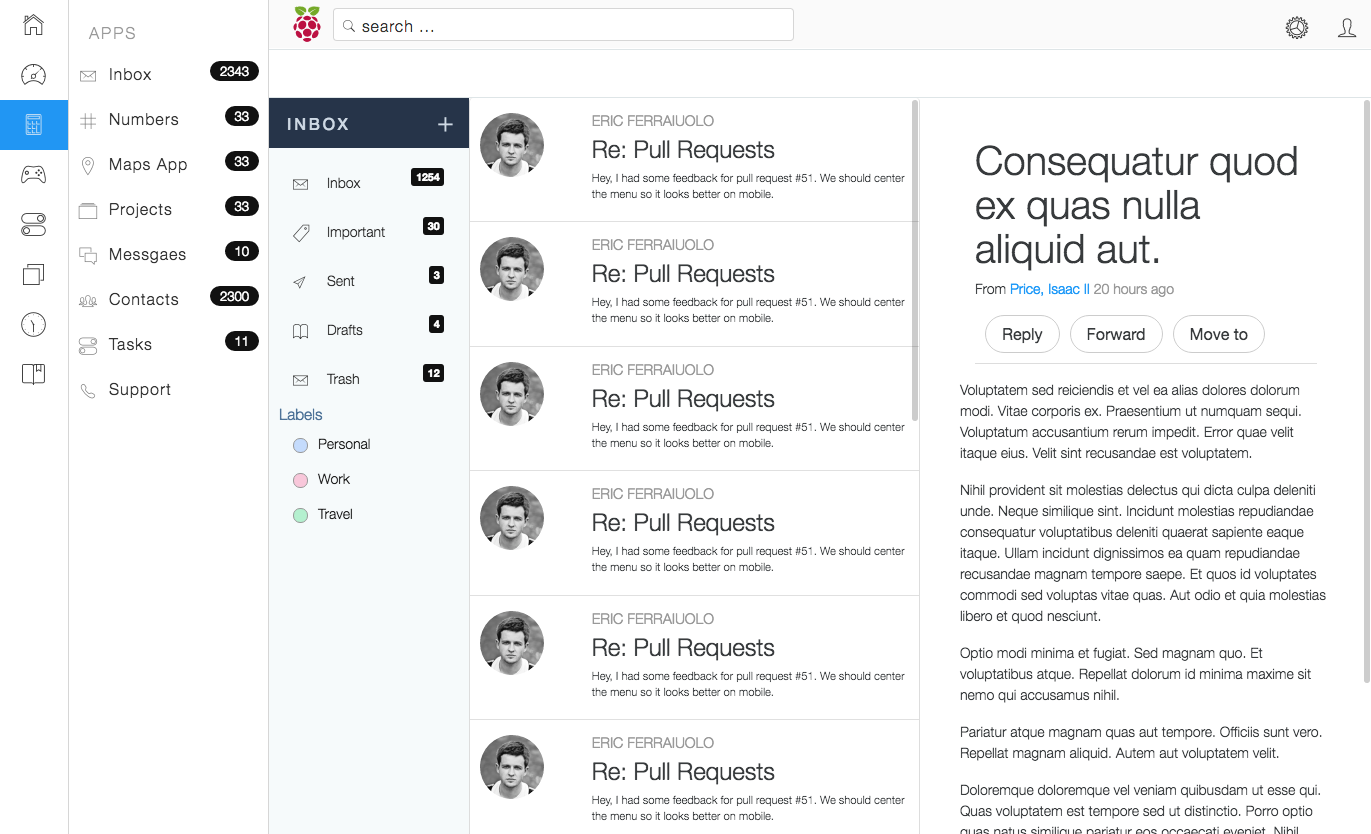 search ...
APPS
Inbox 2343
Numbers 33
Maps App 33
Projects 33
Messgaes 10
Contacts 2300
Tasks 11
Support
INBOX +
Inbox 1254
Important 30
Sent 3
Drafts 4
Trash 12
Labels
Personal
Work
Travel
ERIC FERRAIUOLO
Re: Pull Requests
Hey, I had some feedback for pull request #51. We should center
the menu so it looks better on mobile.
ERIC FERRAIUOLO
Re: Pull Requests
Hey, I had some feedback for pull request #51. We should center
the menu so it looks better on mobile.
ERIC FERRAIUOLO
Re: Pull Requests
Hey, I had some feedback for pull request #51. We should center
the menu so it looks better on mobile.
ERIC FERRAIUOLO
Re: Pull Requests
Hey, I had some feedback for pull request #51. We should center
the menu so it looks better on mobile.
ERIC FERRAIUOLO
Re: Pull Requests
Hey, I had some feedback for pull request #51. We should center
the menu so it looks better on mobile.
ERIC FERRAIUOLO
Re: Pull Requests
Hey, I had some feedback for pull request #51. We should center
the menu so it looks better on mobile.
Consequatur quod
ex quas nulla
aliquid aut.
From Price, Isaac II 20 hours ago
Reply Forward Move to
Voluptatem sed reiciendis et vel ea alias dolores dolorum
modi. Vitae corporis ex. Praesentium ut numquam sequi.
Voluptatum accusantium rerum impedit. Error quae velit
itaque eius. Velit sint recusandae est voluptatem.
Nihil provident sit molestias delectus qui dicta culpa deleniti
unde. Neque similique sint. Incidunt molestias repudiandae
consequatur voluptatibus deleniti quaerat sapiente eaque
itaque. Ullam incidunt dignissimos ea quam repudiandae
recusandae magnam tempore saepe. Et quos id voluptates
commodi sed voluptas vitae quas. Aut odio et quia molestias
libero et quod nesciunt.
Optio modi minima et fugiat. Sed magnam quo. Et
voluptatibus atque. Repellat dolorum id minima maxime sit
nemo qui accusamus nihil.
Pariatur atque magnam quas aut tempore. Officiis sunt vero.
Repellat magnam aliquid. Autem aut voluptatem velit.
Doloremque doloremque vel veniam quibusdam ut esse qui.
Quas voluptatem est tempore sed ut distinctio. Porro optio
quas natus similique pariatur eos occaecati eveniet. Nihil